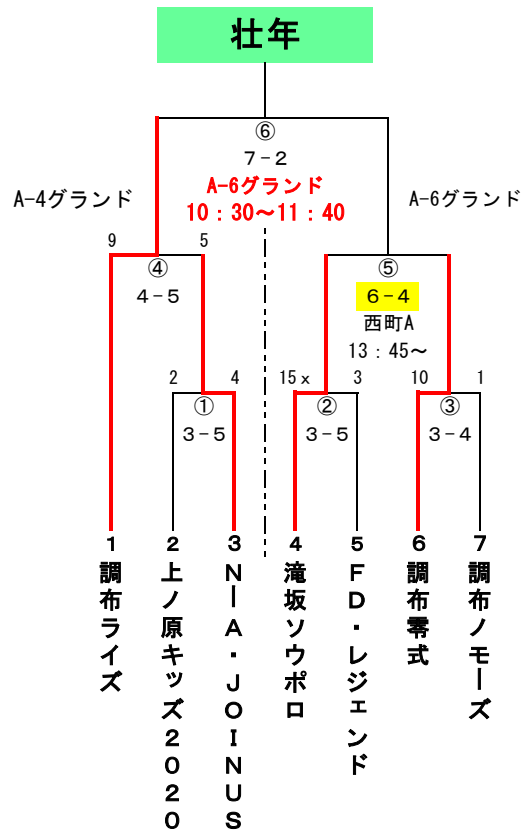 壮年
⑥
7-2
A-4グランド
A-6グランド
10：30～11：40
A-6グランド
9
5
④
4-5
⑤
6-4
西町A
13：45～
2
4
①
3-5
15x
3
②
3-5
10
1
③
3-4
1
調布ライズ
2
上ノ原キッズ2020
3
NIA・JOINUS
4
滝坂ソウポロ
5
FD・レジェンド
6
調布零式
7
調布ノモーズ